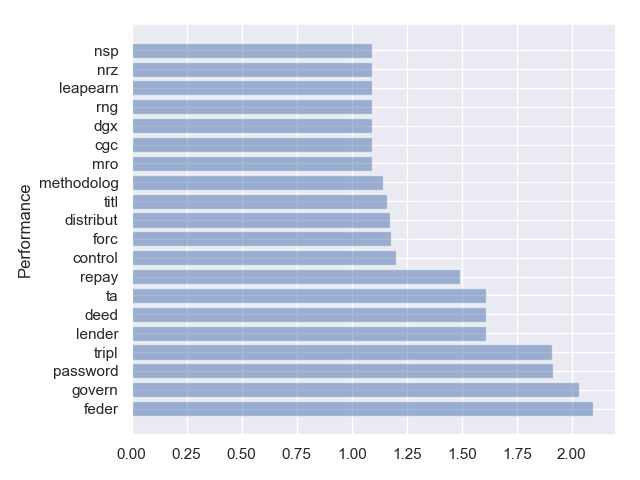 nsp
nrz
leapearn
rng
dgx
cgc
mro
methodolog
titl
distribut
forc
control
repay
ta
deed
lender
tripl
password
govern
feder
Performance
0.00 0.25 0.50 0.75 1.00 1.25 1.50 1.75 2.00